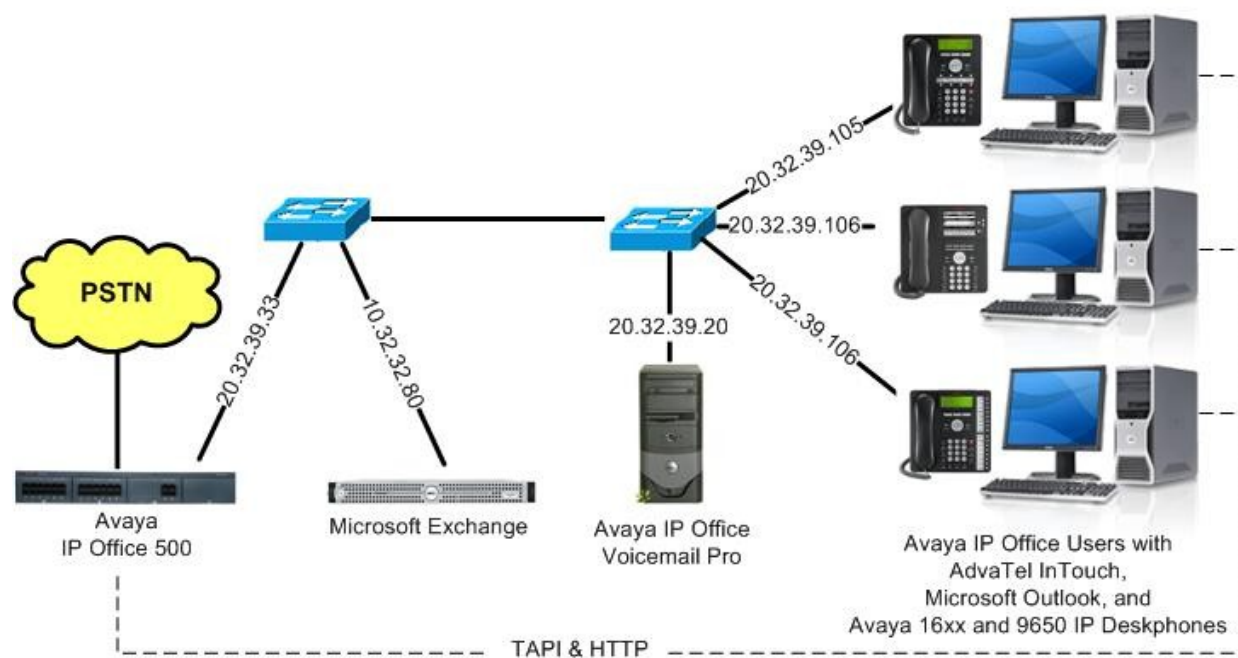 20.32.39.105
20.32.39.106
20.32.39.106
PSTN
20.32.39.33
10.32.32.80
20.32.39.20
Avaya
IP Office 500
Microsoft Exchange
Avaya IP Office
Voicemail Pro
Avaya IP Office Users with
AdvaTel InTouch,
Microsoft Outlook, and
Avaya 16xx and 9650 IP Deskphones
TAPI & HTTP